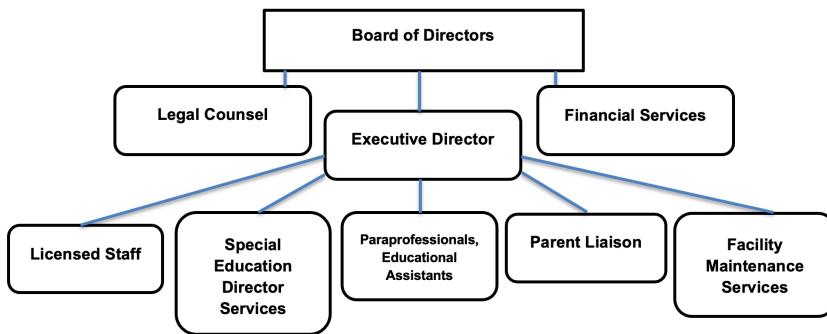 Board of Directors
Legal Counsel
Executive Director
Financial Services
Licensed Staff
Special
Education
Director
Services
Paraprofessionals,
Educational
Assistants
Parent Liaison
Facility
Maintenance
Services